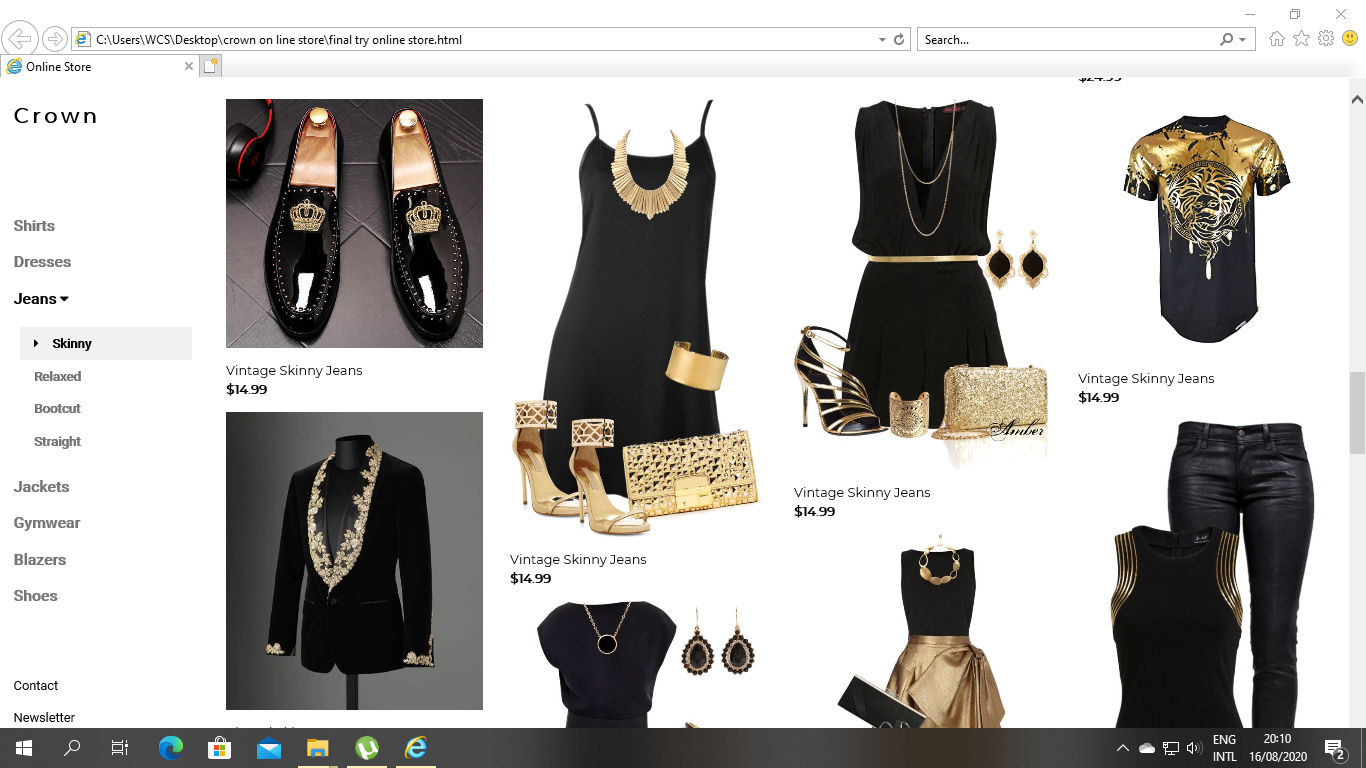 C:\Users\WCS\Desktop\crown on line store\final try online store.html
Search...
Online Store
Crown
Shirts
Dresses
Jeans
Skinny
Relaxed
Bootcut
Straight
Jackets
Gymwear
Blazers
Shoes
Contact
Newsletter
Vintage Skinny Jeans
$14.99
Vintage Skinny Jeans
$14.99
Amber
Vintage Skinny Jeans
$14.99
$24.99
Vintage Skinny Jeans
$14.99
ENG
INTL
20:10
16/08/2020
2